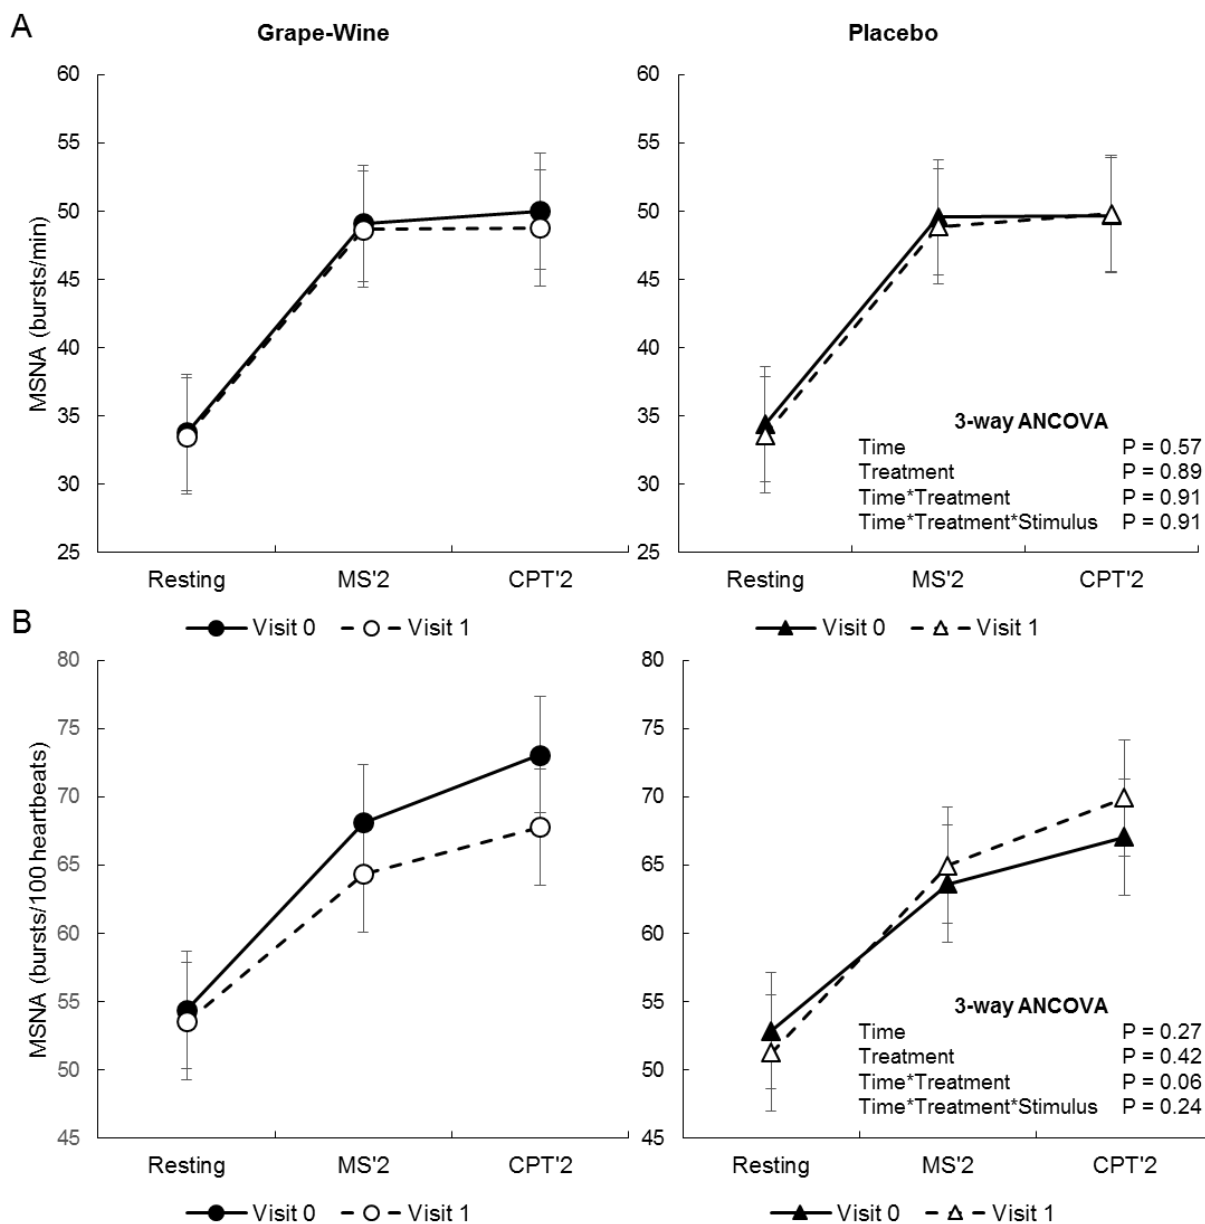 A
Grape-Wine
Placebo
MSNA (bursts/min)
60
55
50
45
40
35
30
25
60
55
50
45
40
35
30
25
3-way ANCOVA
Time P = 0.57
Treatment P = 0.89
Time*Treatment P = 0.91
Time*Treatment*Stimulus P = 0.91
Resting MS'2 CPT'2
Resting MS'2 CPT'2
Visit 0 Visit 1
Visit 0 Visit 1
B
MSNA (bursts/100 heartbeats)
80
75
70
65
60
55
50
45
80
75
70
65
60
55
50
45
3-way ANCOVA
Time P = 0.27
Treatment P = 0.42
Time*Treatment P = 0.06
Time*Treatment*Stimulus P = 0.24
Resting MS'2 CPT'2
Resting MS'2 CPT'2
Visit 0 Visit 1
Visit 0 Visit 1